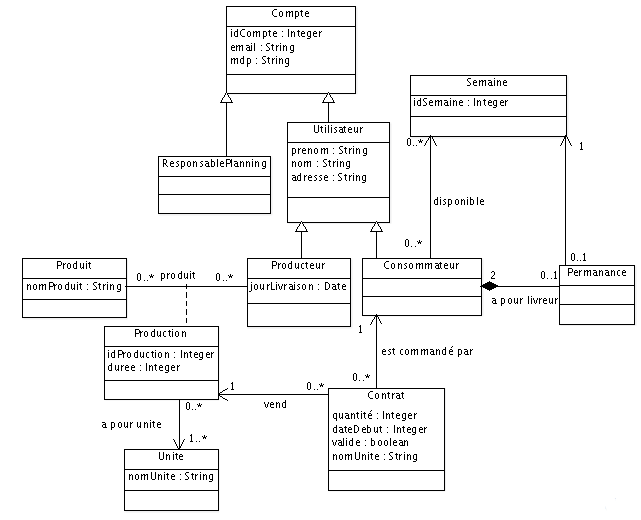 Compte
idCompte : Integer
email : String
mdp : String
Semaine
idSemaine : Integer
Utilisateur
prenom : String
nom : String
adresse : String
ResponsablePlanning
0..*
1
disponible
0..*
0..1
Produit
nomProduit : String
0..*
produit
0..*
Producteur
jourLivraison : Date
Consommateur
2
0..1
a pour livreur
Permanance
Production
idProduction : Integer
duree : Integer
1
est commandé par
0..*
1
vend
0..*
Contrat
quantité : Integer
dateDebut : Integer
valide : boolean
nomUnite : String
0..*
a pour unite
1..*
Unite
nomUnite : String